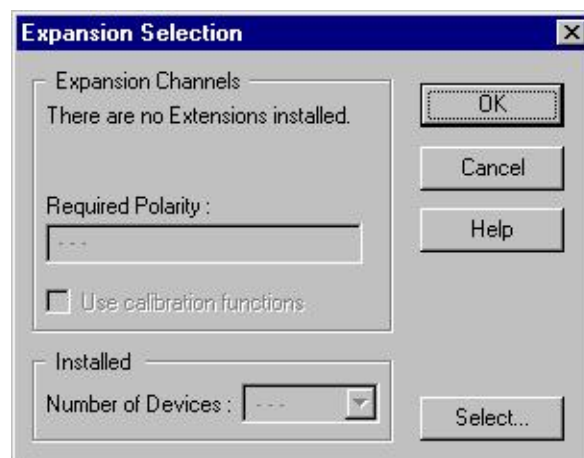 Expansion Selection
Expansion Channels
There are no Extensions installed.
Required Polarity :
---
Use calibration functions
Installed
Number of Devices : ---
OK
Cancel
Help
Select...